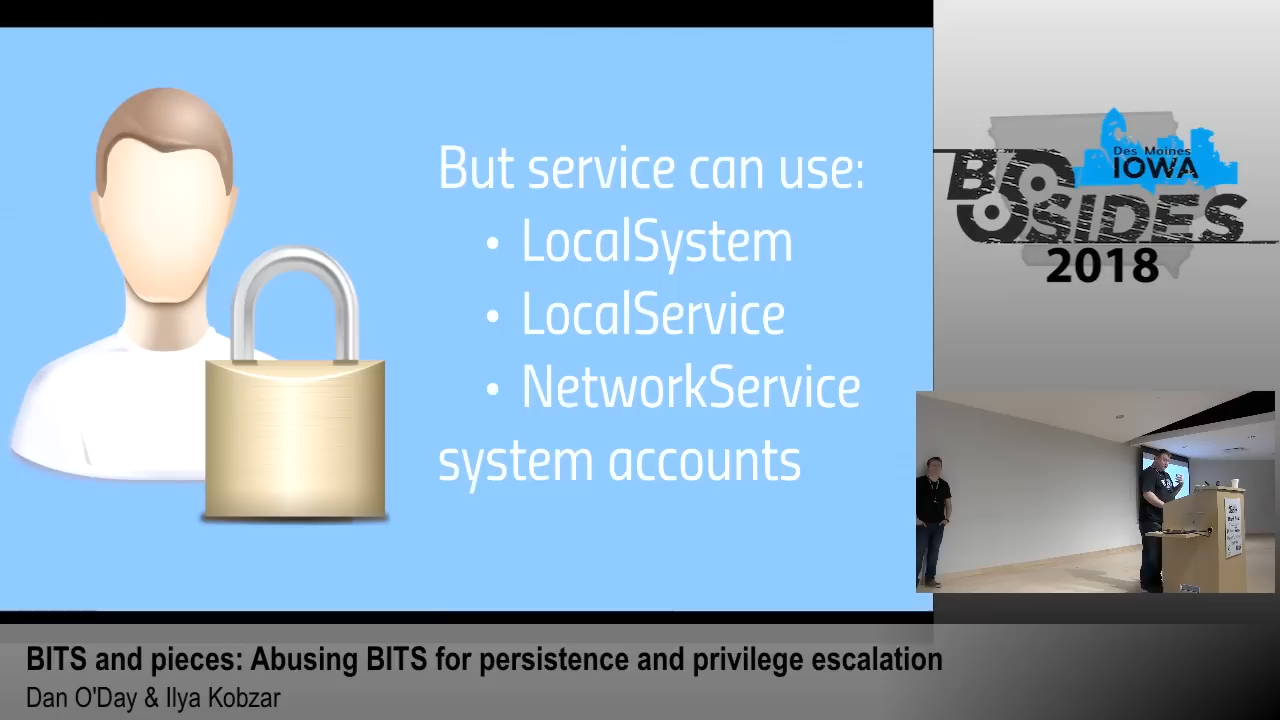 But service can use:
• LocalSystem
• LocalService
• NetworkService
system accounts
Des Moines
IOWA
BSIDES
2018
BITS and pieces: Abusing BITS for persistence and privilege escalation
Dan O'Day & Ilya Kobzar